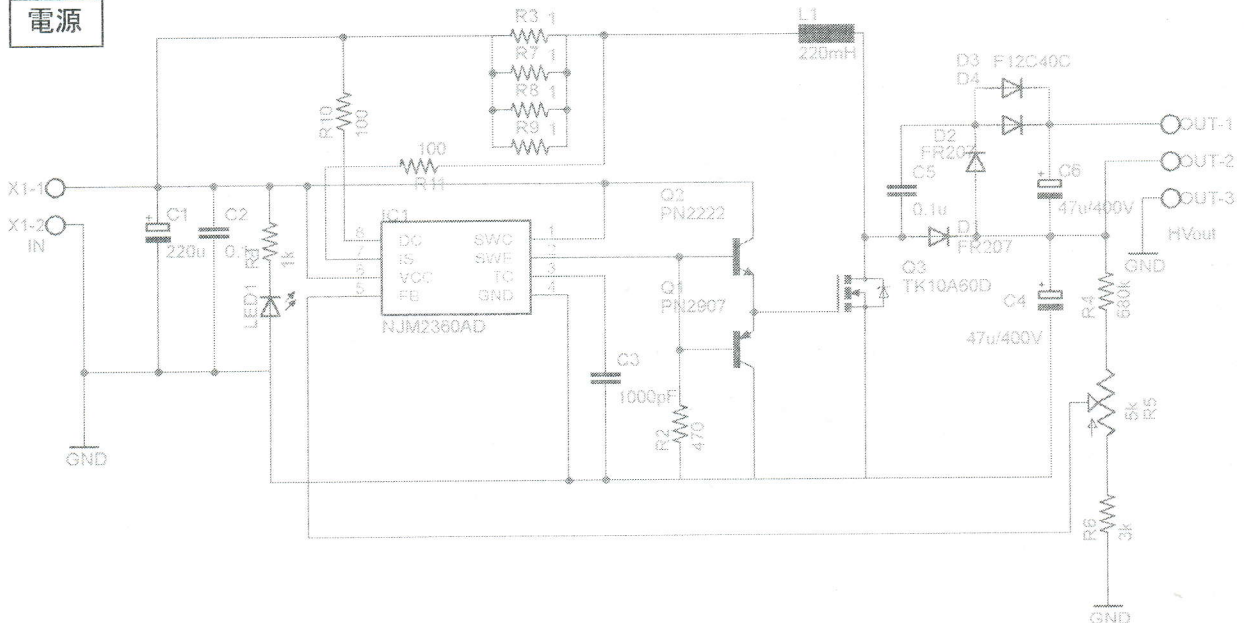 電源
R3 1
R7 1
R8 1
R9 1
L1
220mH
D3 F12C40C
D4
R10
100
100
R11
D2
C5
0.1u
C6
47u/400V
OUT-1
OUT-2
OUT-3
HVout
GND
X1-1
X1-2
IN
C1
220u
C2
1k
LED1
IC1
8 DC SWC 1
7 IS SWE 2
6 VCC TC 3
5 FB GND 4
NJM2360AD
Q2
PN2222
Q1
PN2907
D1
FR207
Q3
TK10A60D
C4
47u/400V
R4
680k
C3
1000pF
R2
470
5k
R5
R6
3k
GND
GND